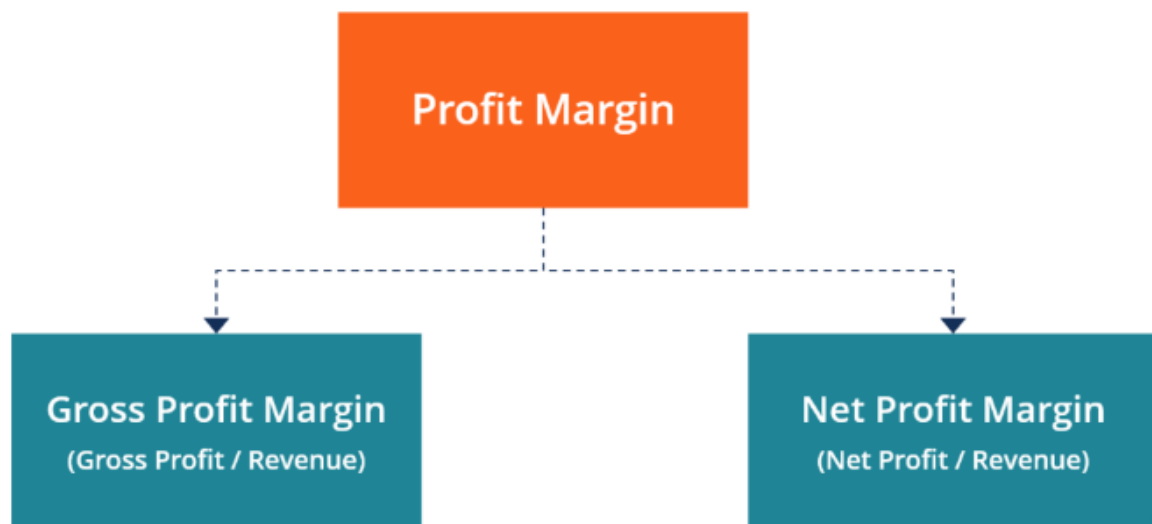 Profit Margin
Gross Profit Margin
(Gross Profit / Revenue)
Net Profit Margin
(Net Profit / Revenue)